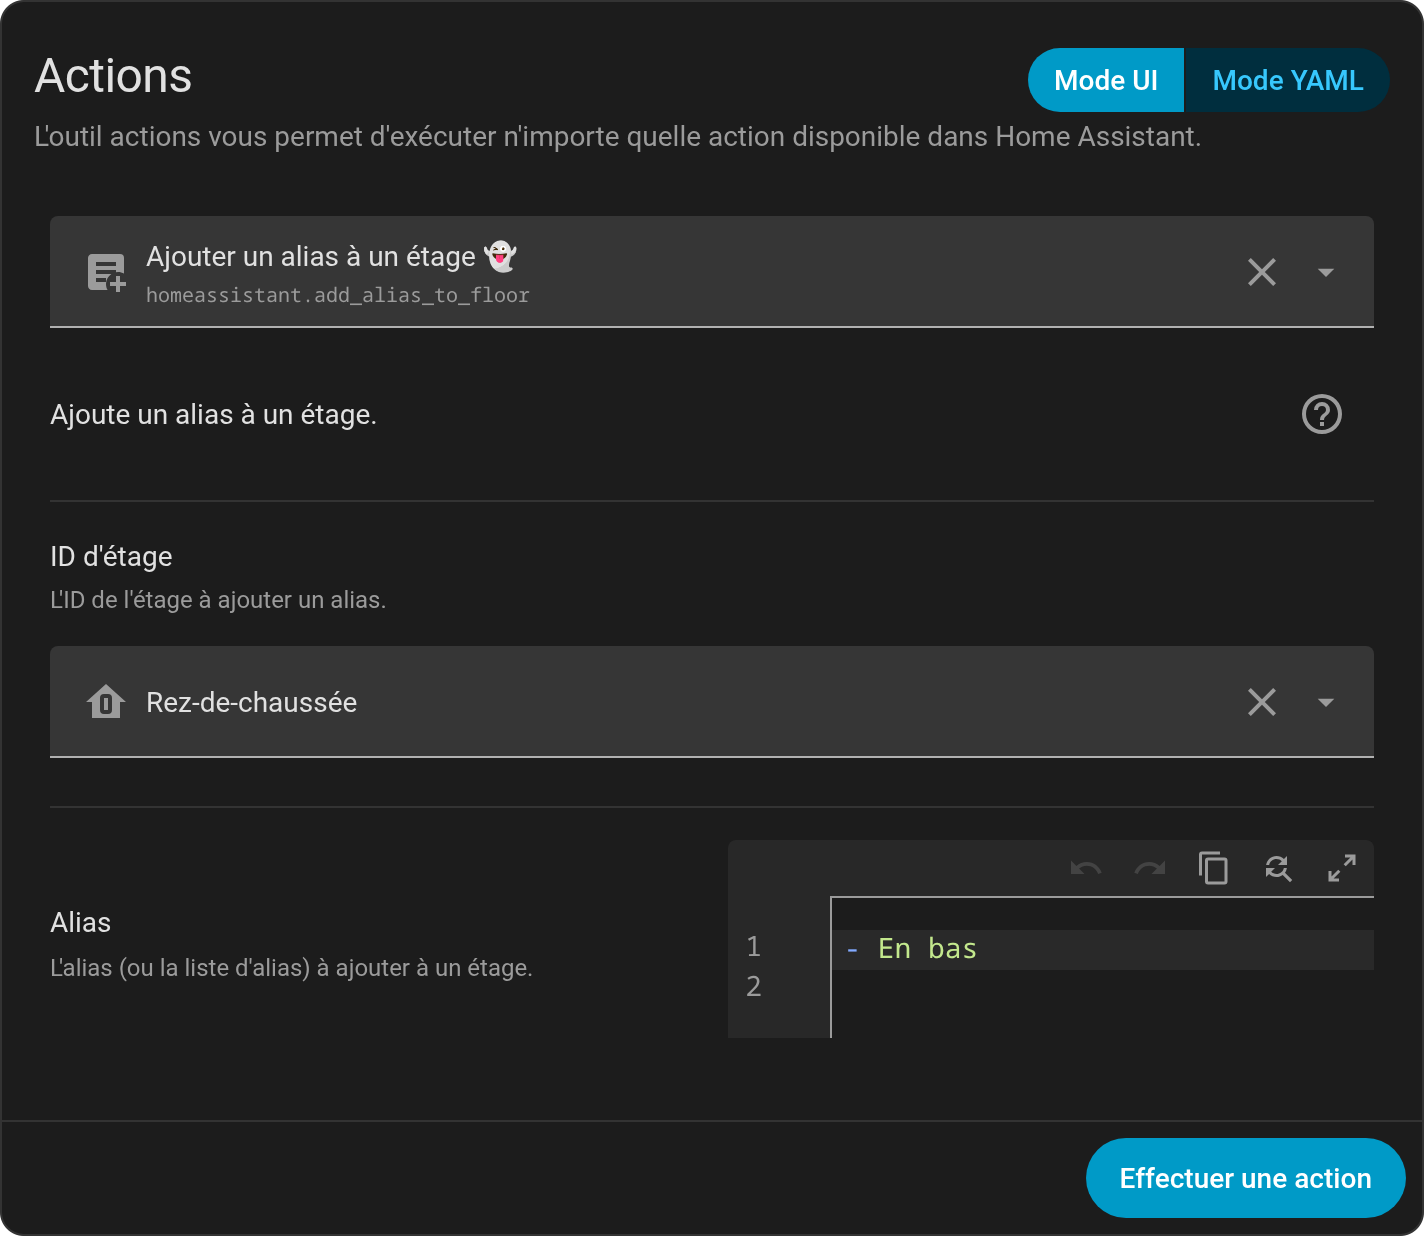 Actions
Mode UI
Mode YAML
L'outil actions vous permet d'exécuter n'importe quelle action disponible dans Home Assistant.
Ajouter un alias à un étage 👻
homeassistant.add_alias_to_floor
Ajoute un alias à un étage.
ID d'étage
L'ID de l'étage à ajouter un alias.
Rez-de-chaussée
Alias
L'alias (ou la liste d'alias) à ajouter à un étage.
1 - En bas
2
Effectuer une action